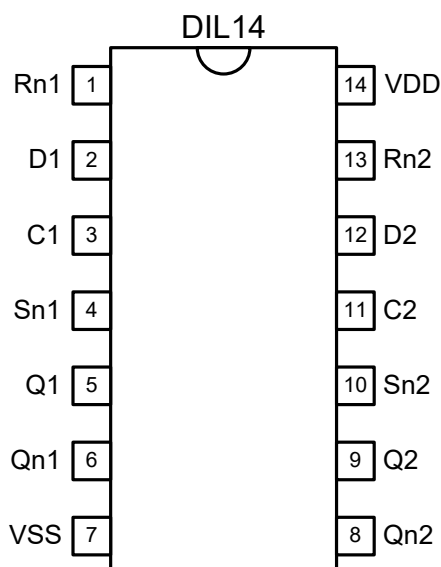 DIL14
Rn1 1 14 VDD
D1 2 13 Rn2
C1 3 12 D2
Sn1 4 11 C2
Q1 5 10 Sn2
Qn1 6 9 Q2
VSS 7 8 Qn2